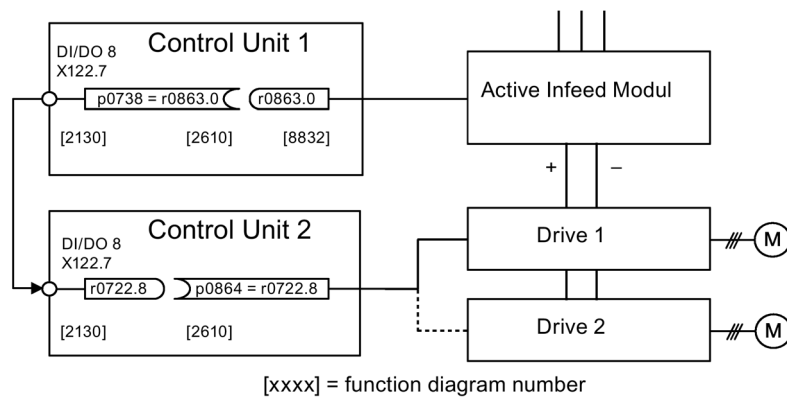 Control Unit 1
DI/DO 8
X122.7
p0738 = r0863.0
r0863.0
[2130]
[2610]
[8832]
Active Infeed Modul
+
–
Control Unit 2
DI/DO 8
X122.7
r0722.8
p0864 = r0722.8
[2130]
[2610]
Drive 1
M
Drive 2
M
[xxxx] = function diagram number